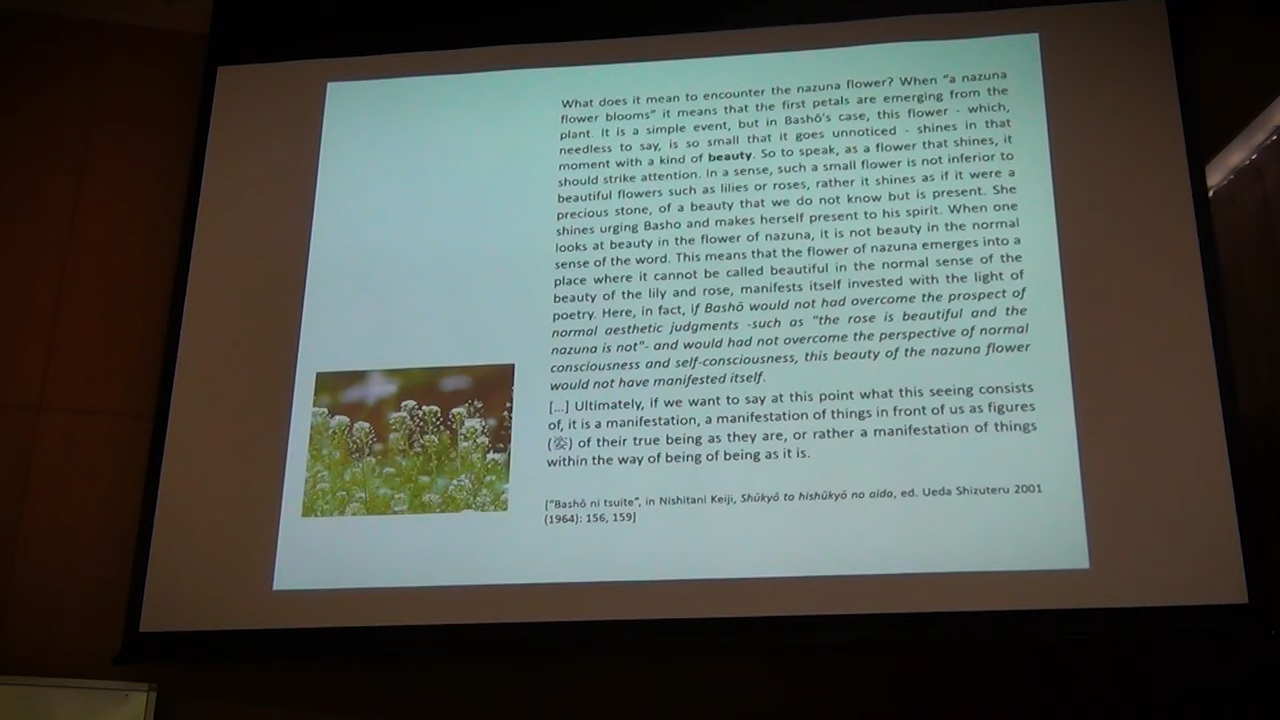 What does it mean to encounter the nazuna flower? When "a nazuna
flower blooms" it means that the first petals are emerging from the
plant. It is a simple event, but in Bashō's case, this flower - which,
needless to say, is so small that it goes unnoticed - shines in that
moment with a kind of beauty. So to speak, as a flower that shines, it
should strike attention. In a sense, such a small flower is not inferior to
beautiful flowers such as lilies or roses, rather it shines as if it were a
precious stone, of a beauty that we do not know but is present. She
shines urging Basho and makes herself present to his spirit. When one
looks at beauty in the flower of nazuna, it is not beauty in the normal
sense of the word. This means that the flower of nazuna emerges into a
place where it cannot be called beautiful in the normal sense of the
beauty of the lily and rose, manifests itself invested with the light of
poetry. Here, in fact, if Bashō would not had overcome the prospect of
normal aesthetic judgments -such as "the rose is beautiful and the
nazuna is not"- and would had not overcome the perspective of normal
consciousness and self-consciousness, this beauty of the nazuna flower
would not have manifested itself.
[...] Ultimately, if we want to say at this point what this seeing consists
of, it is a manifestation, a manifestation of things in front of us as figures
(姿) of their true being as they are, or rather a manifestation of things
within the way of being of being as it is.
["Bashō ni tsuite", in Nishitani Keiji, Shūkyō to hishūkyō no aida, ed. Ueda Shizuteru 2001
(1964): 156, 159]